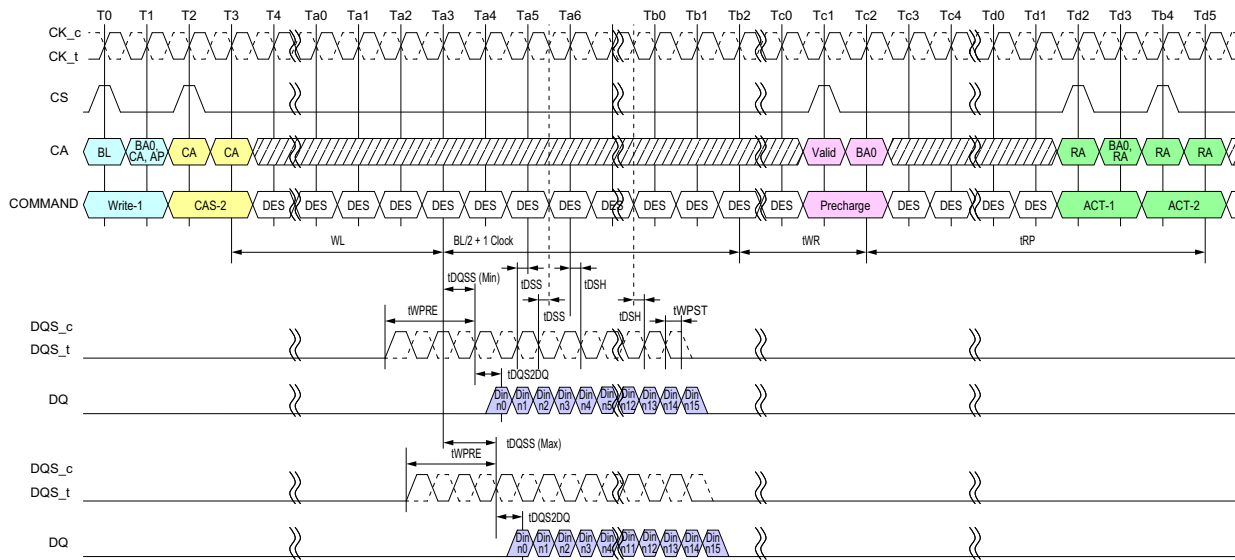 T0 T1 T2 T3 T4 Ta0 Ta1 Ta2 Ta3 Ta4 Ta5 Ta6 Tb0 Tb1 Tb2 Tc0 Tc1 Tc2 Tc3 Tc4 Td0 Td1 Td2 Td3 Tb4 Td5
CK_c
CK_t
CS
CA BL BA0, CA, AP CA CA Valid BA0 RA BA0, RA RA RA
COMMAND Write-1 CAS-2 DES DES DES DES DES DES DES DES DES DES DES DES DES Precharge DES DES DES DES ACT-1 ACT-2
WL BL/2 + 1 Clock tWR tRP
tDQSS (Min) tDSS tDSH
tWPRE tDSS tDSH tWPST
DQS_c
DQS_t
tDQS2DQ
DQ Din n0 Din n1 Din n2 Din n3 Din n4 Din n5 Din n12 Din n13 Din n14 Din n15
tDQSS (Max)
tWPRE
DQS_c
DQS_t
tDQS2DQ
DQ Din n0 Din n1 Din n2 Din n3 Din n4 Din n11 Din n12 Din n13 Din n14 Din n15